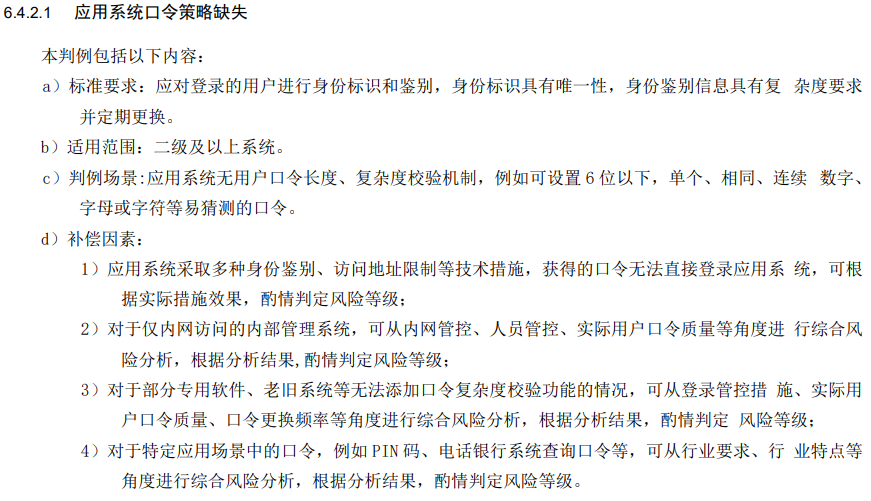 6.4.2.1 应用系统口令策略缺失
本判例包括以下内容：
a）标准要求：应对登录的用户进行身份标识和鉴别，身份标识具有唯一性，身份鉴别信息具有复 杂度要求
并定期更换。
b）适用范围：二级及以上系统。
c）判例场景:应用系统无用户口令长度、复杂度校验机制，例如可设置 6 位以下，单个、相同、连续 数字、
字母或字符等易猜测的口令。
d）补偿因素：
1）应用系统采取多种身份鉴别、访问地址限制等技术措施，获得的口令无法直接登录应用系 统，可根
据实际措施效果，酌情判定风险等级；
2）对于仅内网访问的内部管理系统，可从内网管控、人员管控、实际用户口令质量等角度进 行综合风
险分析，根据分析结果,酌情判定风险等级；
3）对于部分专用软件、老旧系统等无法添加口令复杂度校验功能的情况，可从登录管控措 施、实际用
户口令质量、口令更换频率等角度进行综合风险分析，根据分析结果，酌情判定 风险等级；
4）对于特定应用场景中的口令，例如 PIN 码、电话银行系统查询口令等，可从行业要求、行 业特点等
角度进行综合风险分析，根据分析结果，酌情判定风险等级。